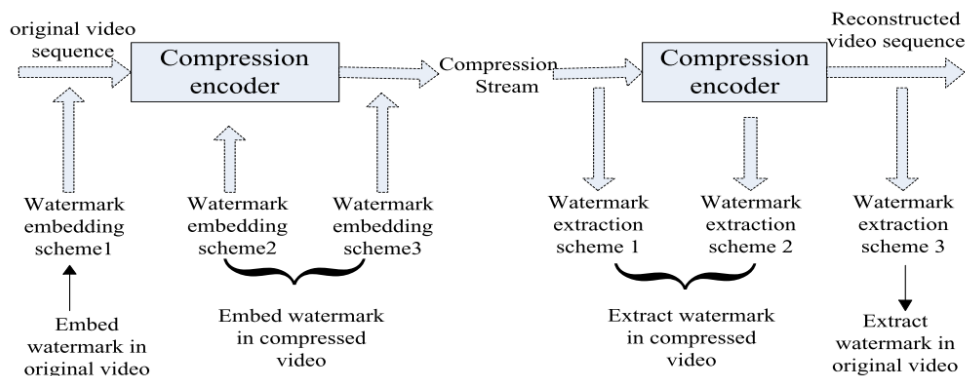 original video
sequence
Compression
encoder
Compression
Stream
Compression
encoder
Reconstructed
video sequence
Watermark
embedding
scheme1
Watermark
embedding
scheme2
Watermark
embedding
scheme3
Watermark
extraction
scheme 1
Watermark
extraction
scheme 2
Watermark
extraction
scheme 3
Embed
watermark in
original video
Embed watermark
in compressed
video
Extract watermark
in compressed
video
Extract
watermark in
original video